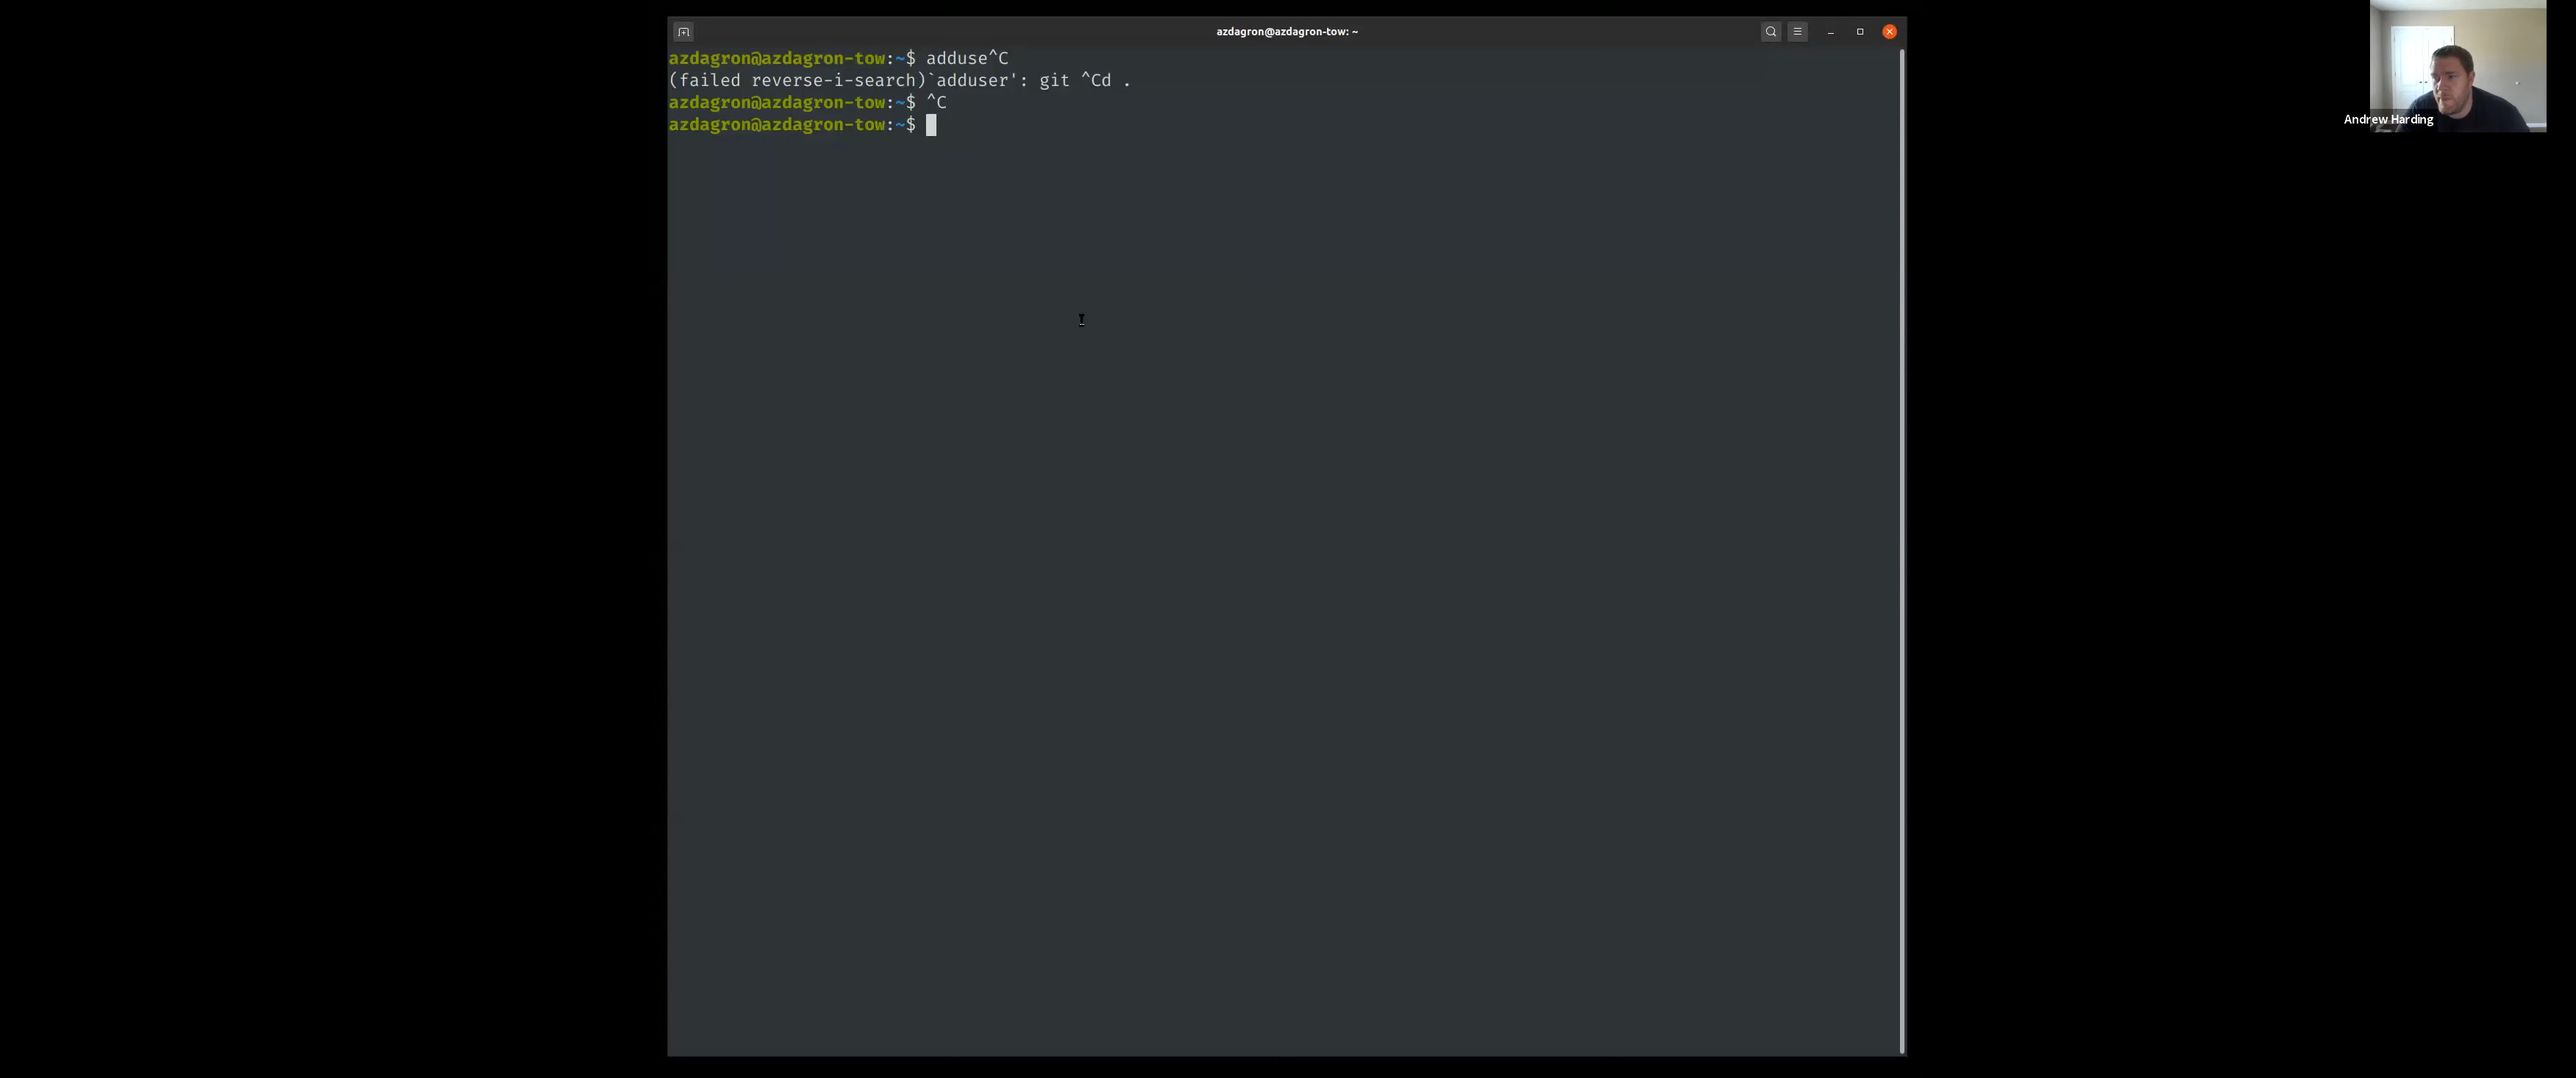 azdagron@azdagron-tow: ~
azdagron@azdagron-tow:~$ adduse^C
(failed reverse-i-search)`adduser': git ^Cd .
azdagron@azdagron-tow:~$ ^C
azdagron@azdagron-tow:~$
Andrew Harding